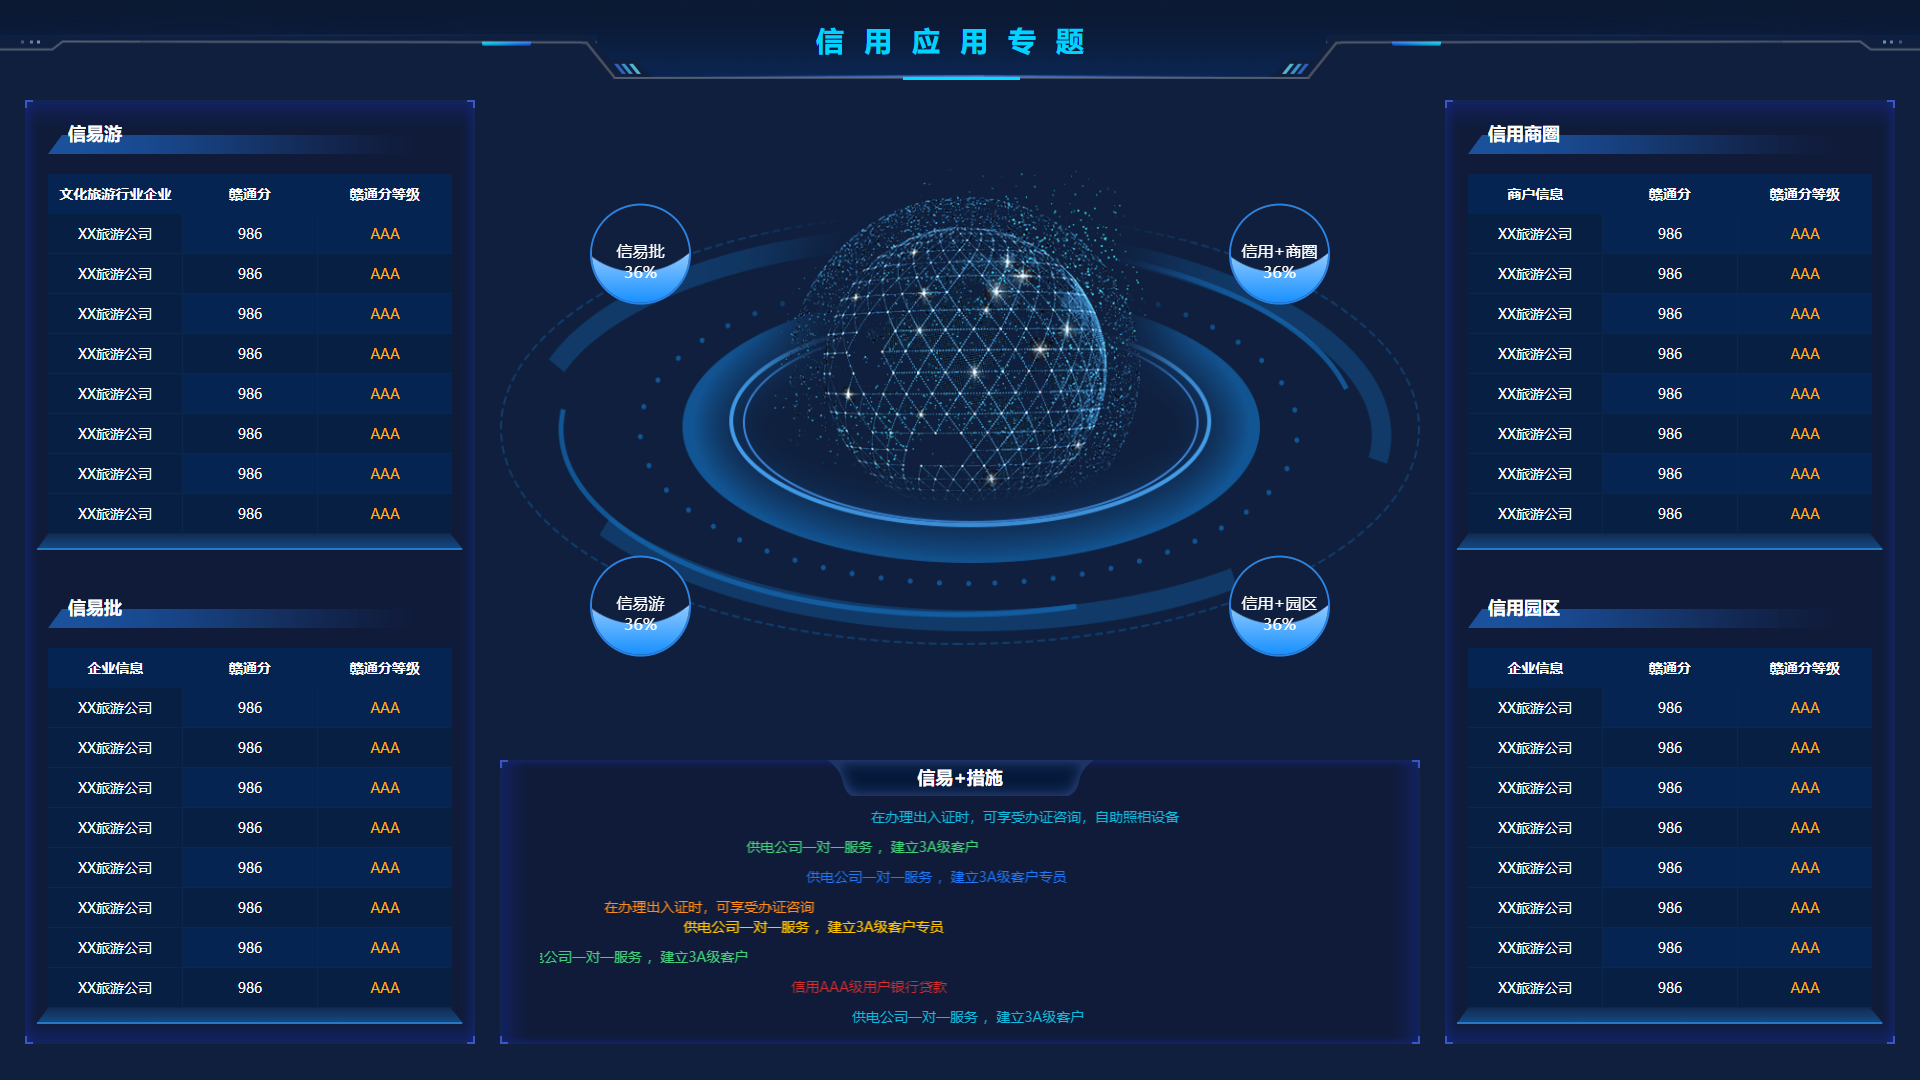 信用应用专题
信易游
文化旅游行业企业 赣通分 赣通分等级
XX旅游公司 986 AAA
XX旅游公司 986 AAA
XX旅游公司 986 AAA
XX旅游公司 986 AAA
XX旅游公司 986 AAA
XX旅游公司 986 AAA
XX旅游公司 986 AAA
XX旅游公司 986 AAA
信易批
企业信息 赣通分 赣通分等级
XX旅游公司 986 AAA
XX旅游公司 986 AAA
XX旅游公司 986 AAA
XX旅游公司 986 AAA
XX旅游公司 986 AAA
XX旅游公司 986 AAA
XX旅游公司 986 AAA
XX旅游公司 986 AAA
信易批
36%
信用+商圈
36%
信易游
36%
信用+园区
36%
信易+措施
在办理出入证时，可享受办证咨询，自助照相设备
供电公司一对一服务 ，建立3A级客户
供电公司一对一服务 ，建立3A级客户专员
在办理出入证时，可享受办证咨询
供电公司一对一服务 ，建立3A级客户专员
公司一对一服务 ，建立3A级客户
信用AAA级用户银行贷款
供电公司一对一服务 ，建立3A级客户
信用商圈
商户信息 赣通分 赣通分等级
XX旅游公司 986 AAA
XX旅游公司 986 AAA
XX旅游公司 986 AAA
XX旅游公司 986 AAA
XX旅游公司 986 AAA
XX旅游公司 986 AAA
XX旅游公司 986 AAA
XX旅游公司 986 AAA
信用园区
企业信息 赣通分 赣通分等级
XX旅游公司 986 AAA
XX旅游公司 986 AAA
XX旅游公司 986 AAA
XX旅游公司 986 AAA
XX旅游公司 986 AAA
XX旅游公司 986 AAA
XX旅游公司 986 AAA
XX旅游公司 986 AAA